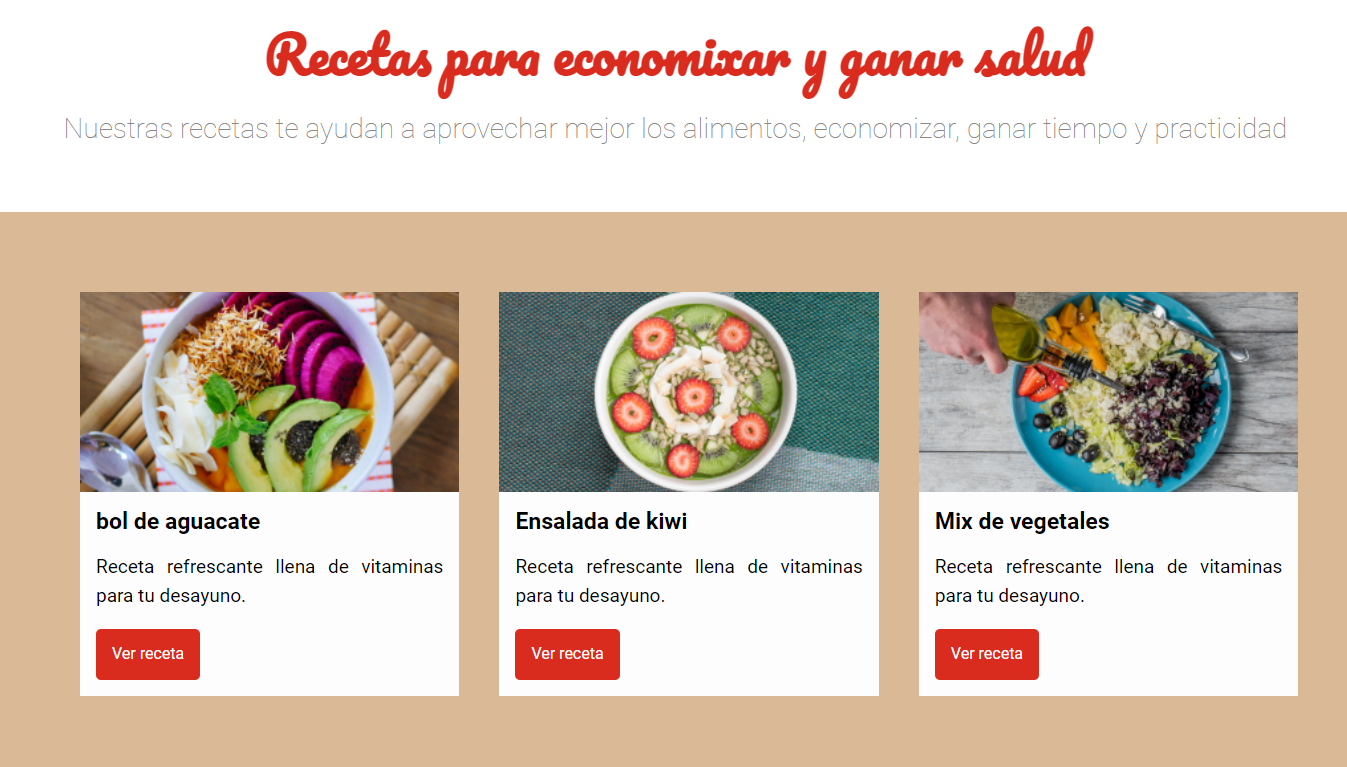 Recetas para economixar y ganar salud
Nuestras recetas te ayudan a aprovechar mejor los alimentos, economizar, ganar tiempo y practicidad
bol de aguacate
Receta refrescante llena de vitaminas
para tu desayuno.
Ver receta
Ensalada de kiwi
Receta refrescante llena de vitaminas
para tu desayuno.
Ver receta
Mix de vegetales
Receta refrescante llena de vitaminas
para tu desayuno.
Ver receta